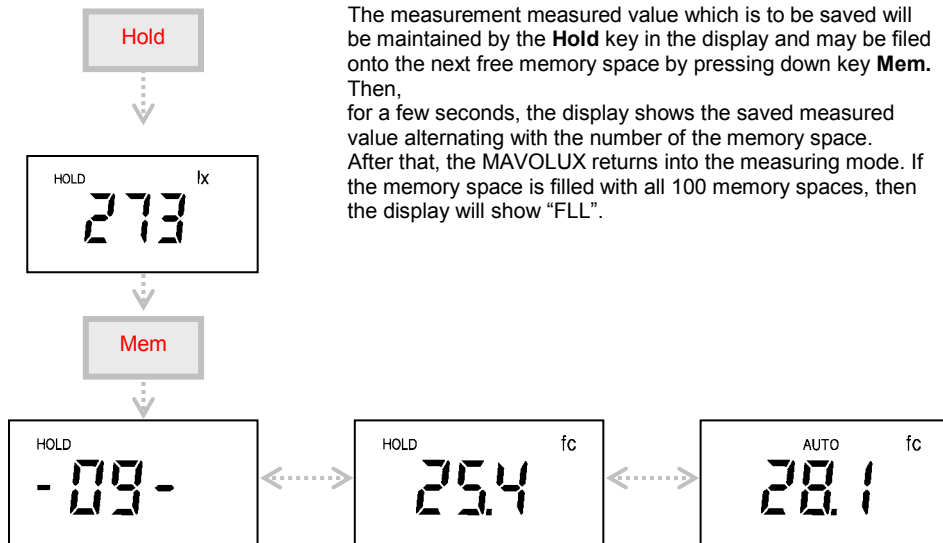 Hold
The measurement measured value which is to be saved will
be maintained by the Hold key in the display and may be filed
onto the next free memory space by pressing down key Mem.
Then,
for a few seconds, the display shows the saved measured
value alternating with the number of the memory space.
After that, the MAVOLUX returns into the measuring mode. If
the memory space is filled with all 100 memory spaces, then
the display will show “FLL”.
HOLD lx
273
Mem
HOLD
-09-
HOLD fc
25.4
AUTO fc
28.1